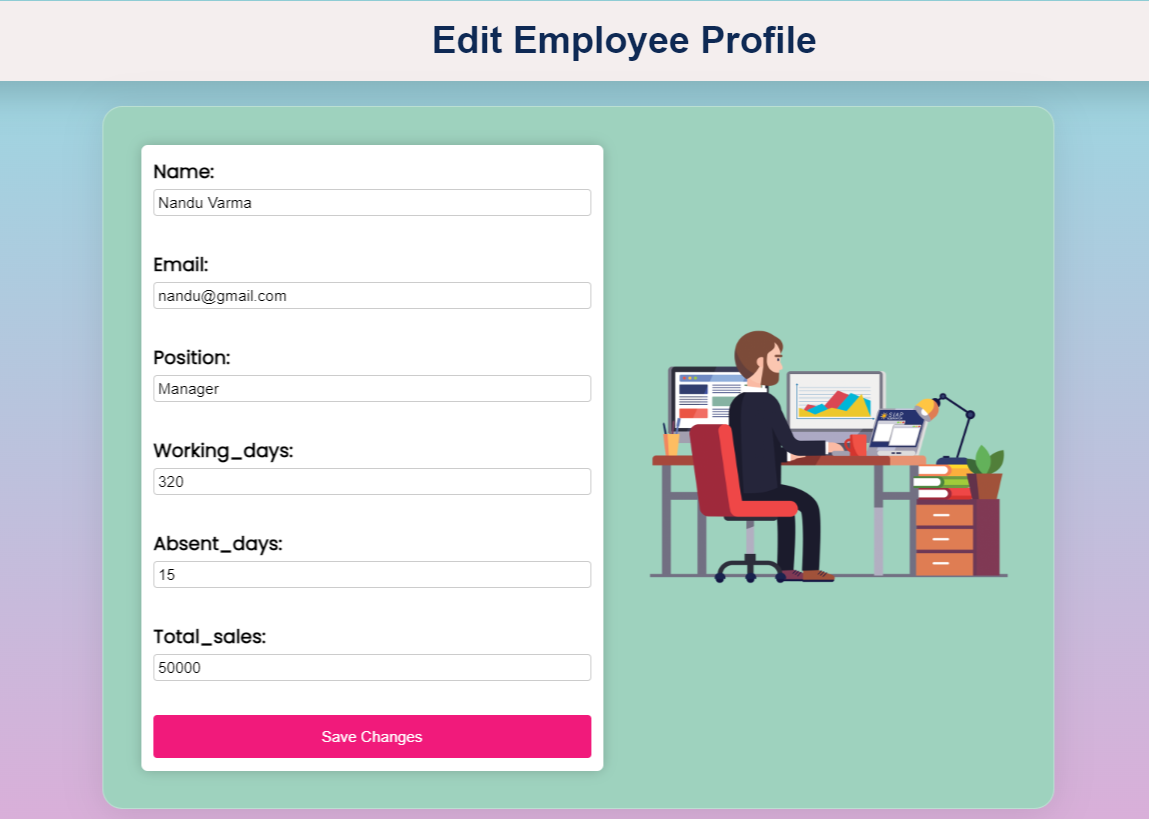 Edit Employee Profile
Name:
Nandu Varma
Email:
nandu@gmail.com
Position:
Manager
Working_days:
320
Absent_days:
15
Total_sales:
50000
Save Changes